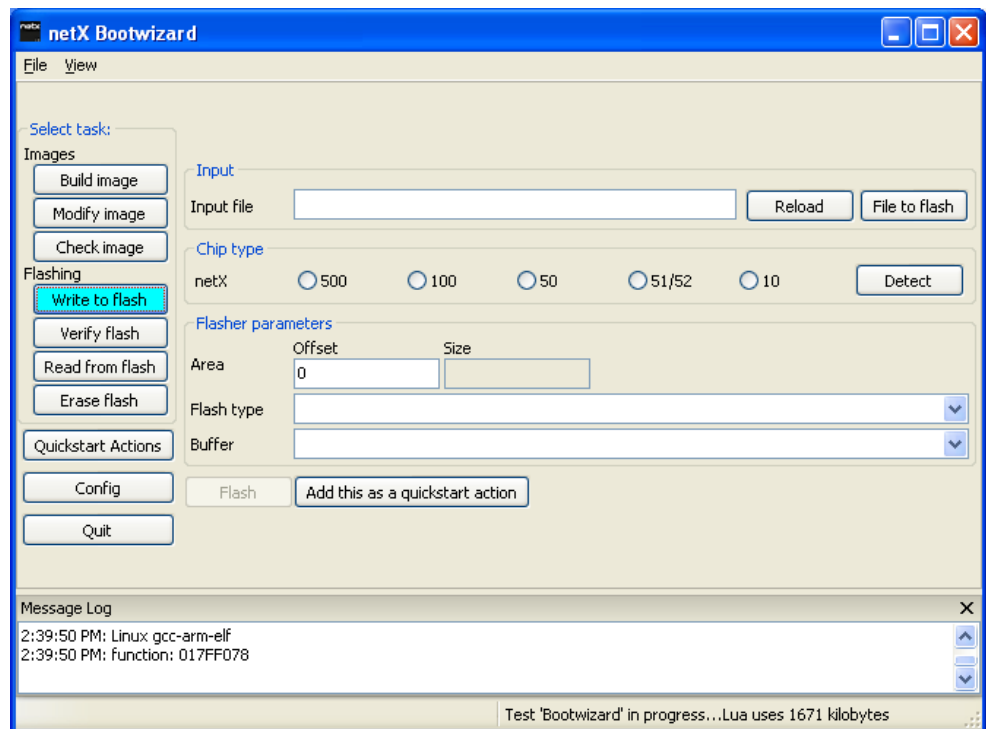 netX Bootwizard
File View
Select task:
Images
Build image
Modify image
Check image
Flashing
Write to flash
Verify flash
Read from flash
Erase flash
Quickstart Actions
Config
Quit
Input
Input file Reload File to flash
Chip type
netX 500 100 50 51/52 10 Detect
Flasher parameters
Offset Size
Area 0
Flash type
Buffer
Flash Add this as a quickstart action
Message Log
2:39:50 PM: Linux gcc-arm-elf
2:39:50 PM: function: 017FF078
Test 'Bootwizard' in progress...Lua uses 1671 kilobytes